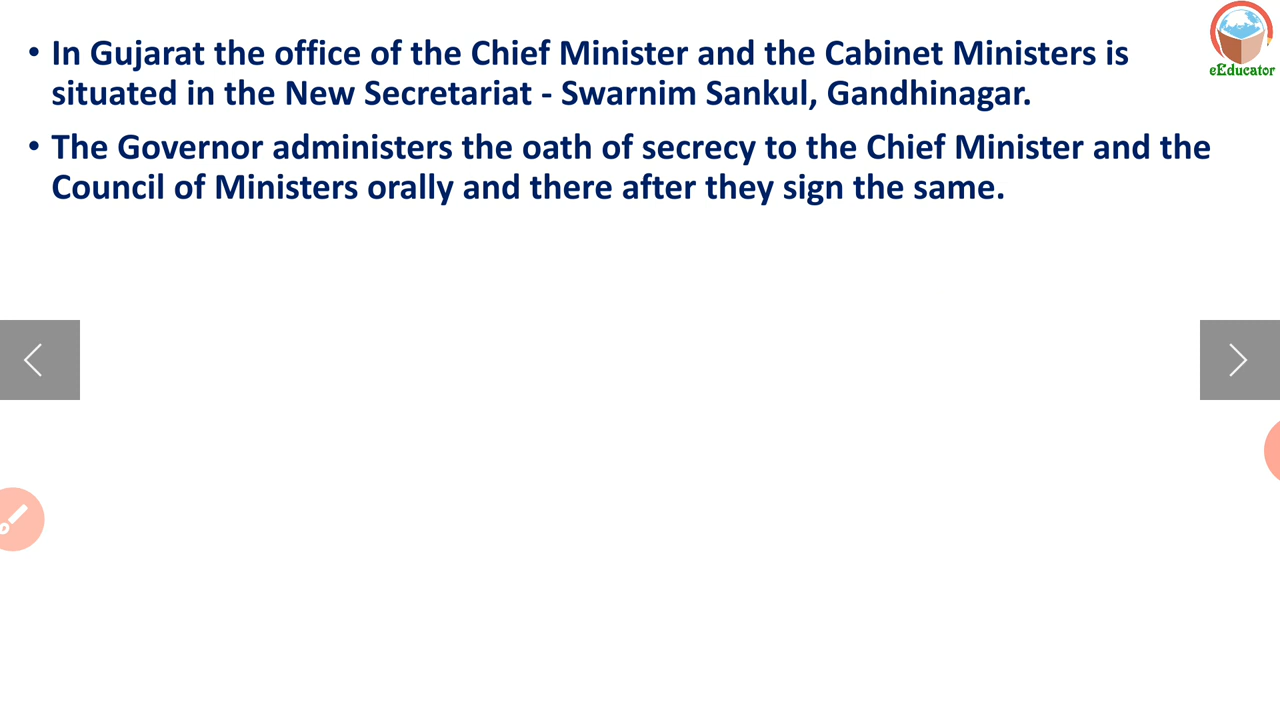 • In Gujarat the office of the Chief Minister and the Cabinet Ministers is
situated in the New Secretariat - Swarnim Sankul, Gandhinagar.
• The Governor administers the oath of secrecy to the Chief Minister and the
Council of Ministers orally and there after they sign the same.
eEducator